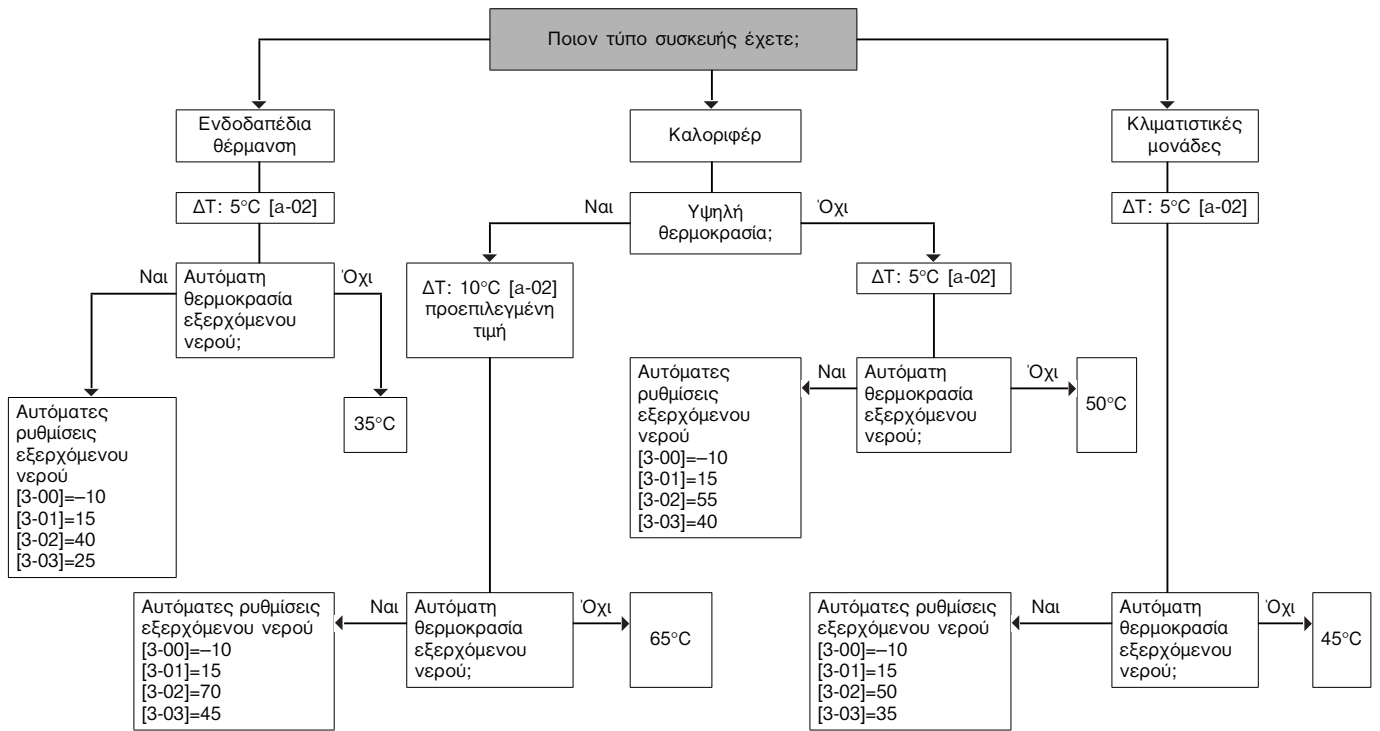 Ποιον τύπο συσκευής έχετε;
Ενδοδαπέδια
θέρμανση
Καλοριφέρ
Κλιματιστικές
μονάδες
ΔΤ: 5°C [a-02]
Ναι
Υψηλή
θερμοκρασία;
Όχι
ΔΤ: 5°C [a-02]
Ναι
Αυτόματη
θερμοκρασία
εξερχόμενου
νερού;
Όχι
ΔΤ: 10°C [a-02]
προεπιλεγμένη
τιμή
ΔΤ: 5°C [a-02]
Αυτόματες
ρυθμίσεις
εξερχόμενου
νερού
[3-00]=–10
[3-01]=15
[3-02]=40
[3-03]=25
35°C
Αυτόματες
ρυθμίσεις
εξερχόμενου
νερού
[3-00]=–10
[3-01]=15
[3-02]=55
[3-03]=40
Ναι
Αυτόματη
θερμοκρασία
εξερχόμενου
νερού;
Όχι
50°C
Αυτόματες ρυθμίσεις
εξερχόμενου νερού
[3-00]=–10
[3-01]=15
[3-02]=70
[3-03]=45
Ναι
Αυτόματη
θερμοκρασία
εξερχόμενου
νερού;
Όχι
65°C
Αυτόματες ρυθμίσεις
εξερχόμενου νερού
[3-00]=–10
[3-01]=15
[3-02]=50
[3-03]=35
Ναι
Αυτόματη
θερμοκρασία
εξερχόμενου
νερού;
Όχι
45°C